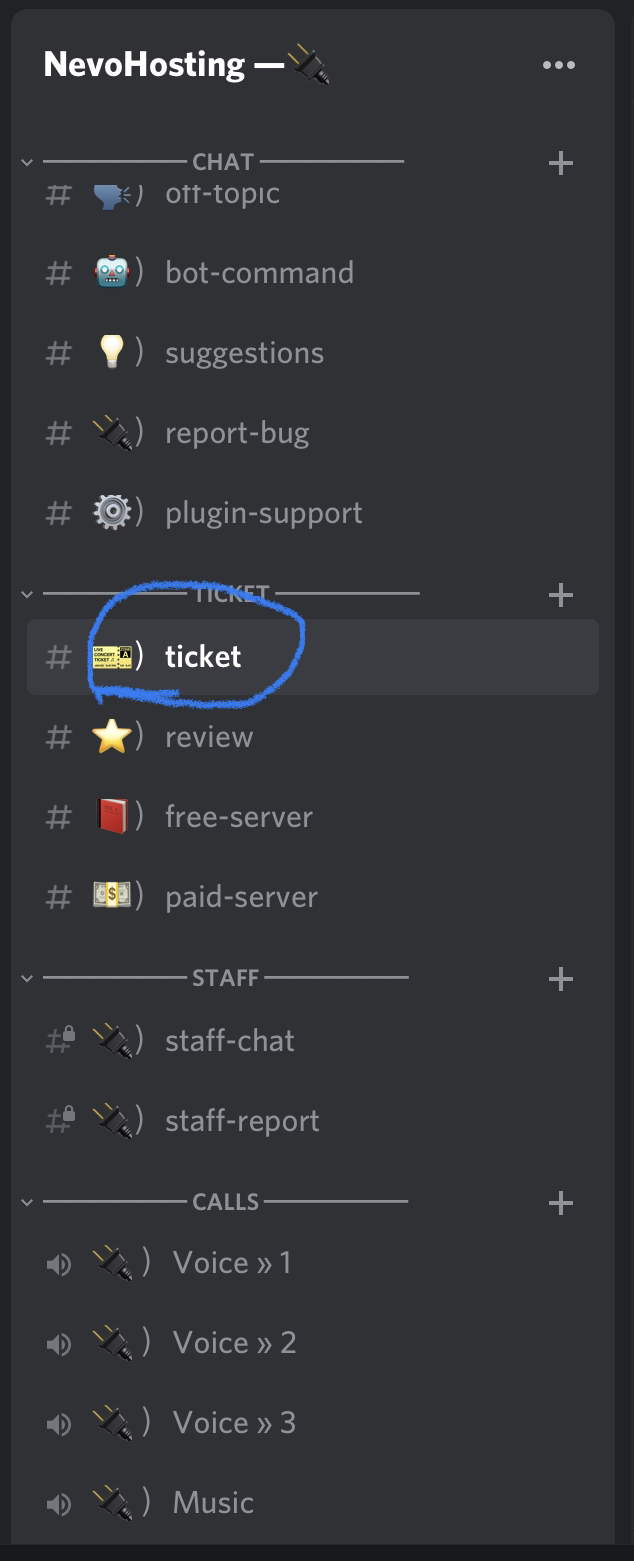 NevoHosting —🔌
CHAT
# 🗣️) off-topic
# 🤖) bot-command
# 💡) suggestions
# 🔌) report-bug
# ⚙️) plugin-support
TICKET
# 🎫) ticket
# ⭐) review
# 📕) free-server
# 💵) paid-server
STAFF
# 🔌) staff-chat
# 🔌) staff-report
CALLS
🔌) Voice » 1
🔌) Voice » 2
🔌) Voice » 3
🔌) Music